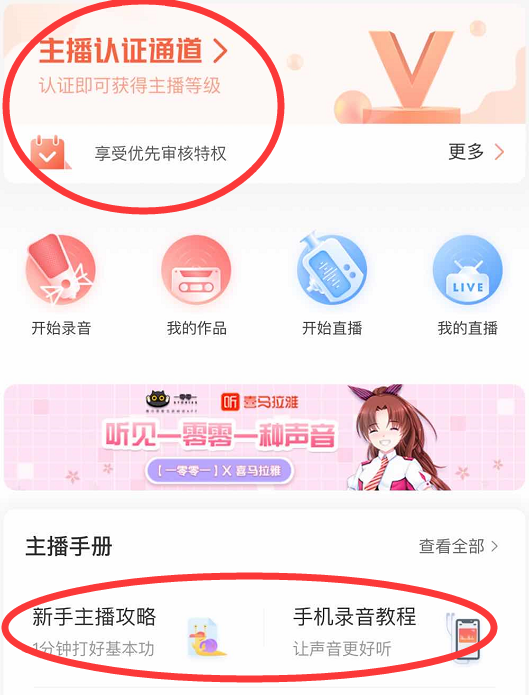 主播认证通道
认证即可获得主播等级
享受优先审核特权
更多
开始录音
我的作品
开始直播
LIVE
我的直播
一零零一
STORIES
听 喜马拉雅
听见一零零一种声音
【一零零一】X 喜马拉雅
主播手册
查看全部
新手主播攻略
手机录音教程
1分钟打好基本功
让声音更好听